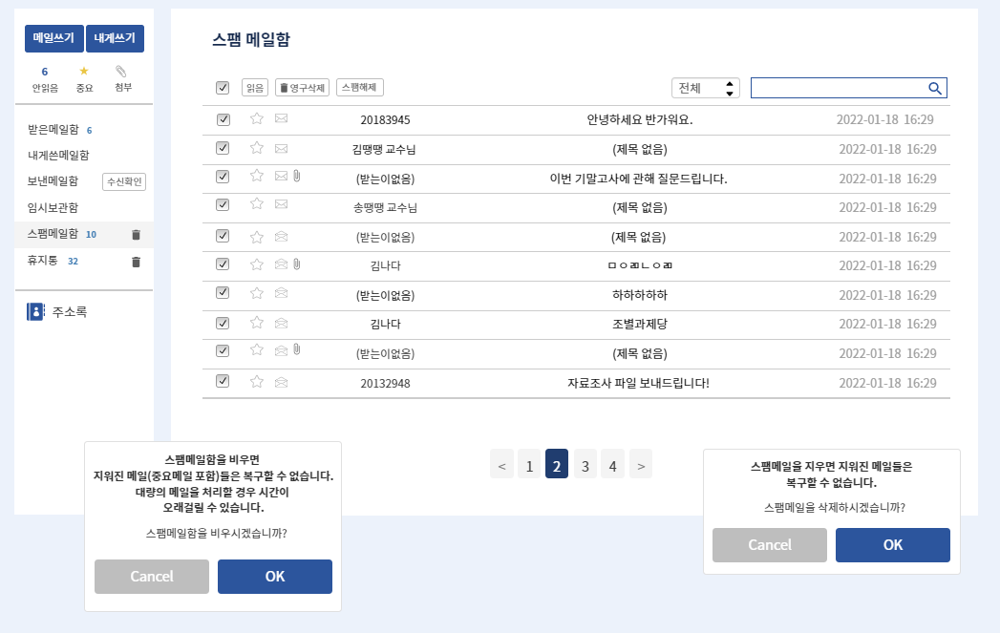 메일쓰기 내게쓰기
6
안읽음 중요 첨부
받은메일함 6
내게쓴메일함
보낸메일함 수신확인
임시보관함
스팸메일함 10
휴지통 32
주소록
스팸 메일함
읽음 영구삭제 스팸해제 전체
20183945 안녕하세요 반가워요. 2022-01-18 16:29
김땡땡 교수님 (제목 없음) 2022-01-18 16:29
(받는이없음) 이번 기말고사에 관해 질문드립니다. 2022-01-18 16:29
송땡땡 교수님 (제목 없음) 2022-01-18 16:29
(받는이없음) (제목 없음) 2022-01-18 16:29
김나다 2022-01-18 16:29
(받는이없음) 하하하하하 2022-01-18 16:29
김나다 조별과제당 2022-01-18 16:29
(받는이없음) (제목 없음) 2022-01-18 16:29
20132948 자료조사 파일 보내드립니다! 2022-01-18 16:29
< 1 2 3 4 >
스팸메일함을 비우면
지워진 메일(중요메일 포함)들은 복구할 수 없습니다.
대량의 메일을 처리할 경우 시간이
오래걸릴 수 있습니다.
스팸메일함을 비우시겠습니까?
Cancel OK
스팸메일을 지우면 지워진 메일들은
복구할 수 없습니다.
스팸메일을 삭제하시겠습니까?
Cancel OK